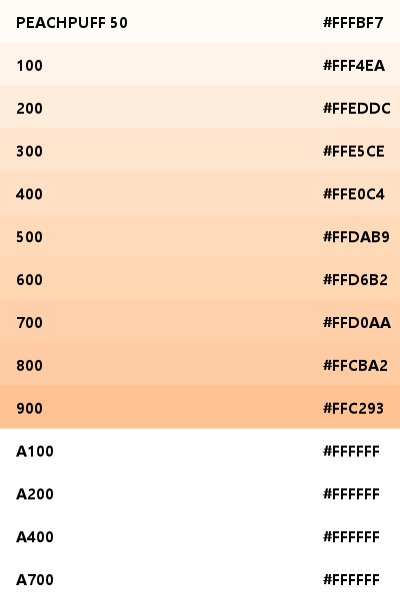 PEACHPUFF 50 #FFFBF7
100 #FFF4EA
200 #FFEDDC
300 #FFE5CE
400 #FFE0C4
500 #FFDAB9
600 #FFD6B2
700 #FFD0AA
800 #FFCBA2
900 #FFC293
A100 #FFFFFF
A200 #FFFFFF
A400 #FFFFFF
A700 #FFFFFF